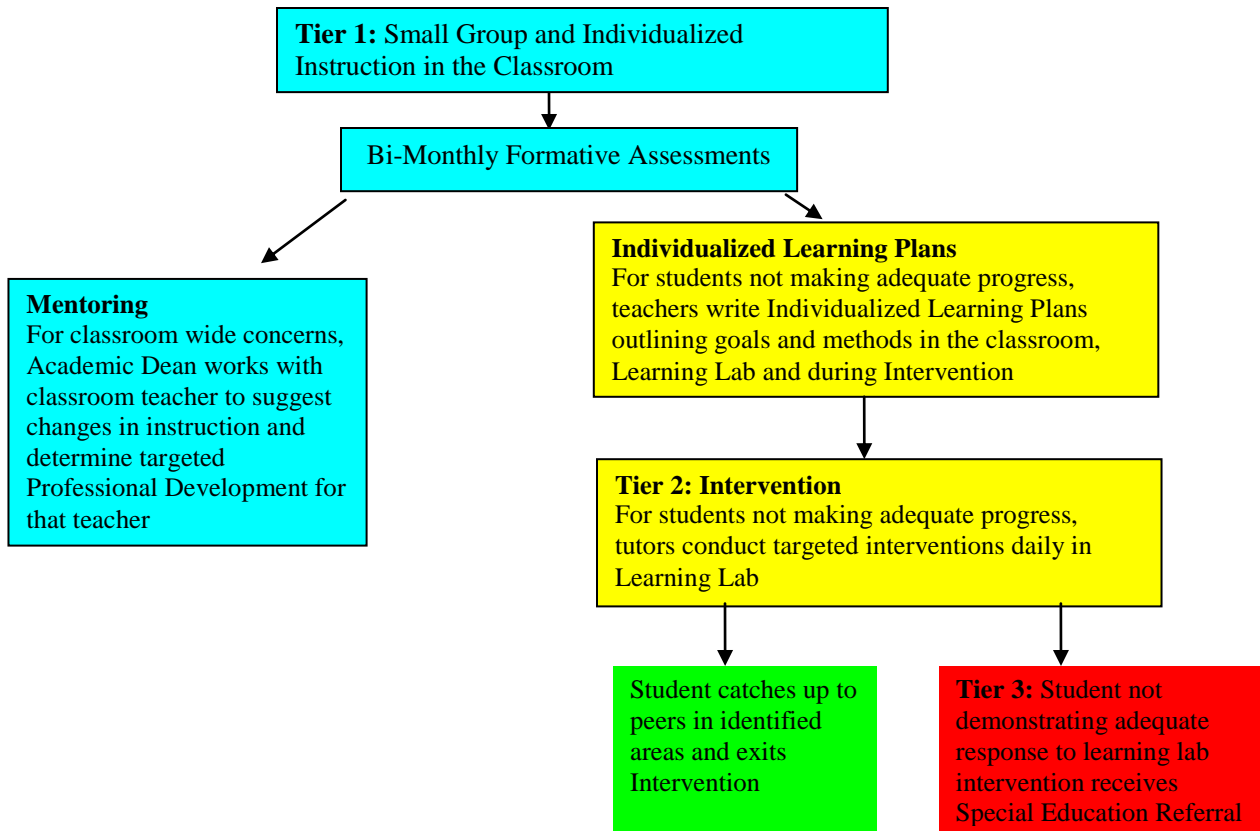 Tier 1: Small Group and Individualized
Instruction in the Classroom
Bi-Monthly Formative Assessments
Mentoring
For classroom wide concerns,
Academic Dean works with
classroom teacher to suggest
changes in instruction and
determine targeted
Professional Development for
that teacher
Individualized Learning Plans
For students not making adequate progress,
teachers write Individualized Learning Plans
outlining goals and methods in the classroom,
Learning Lab and during Intervention
Tier 2: Intervention
For students not making adequate progress,
tutors conduct targeted interventions daily in
Learning Lab
Student catches up to
peers in identified
areas and exits
Intervention
Tier 3: Student not
demonstrating adequate
response to learning lab
intervention receives
Special Education Referral